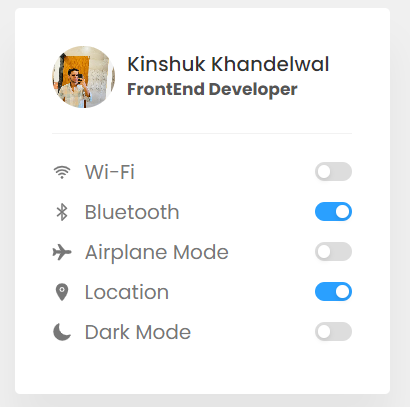 Kinshuk Khandelwal
FrontEnd Developer
Wi-Fi
Bluetooth
Airplane Mode
Location
Dark Mode